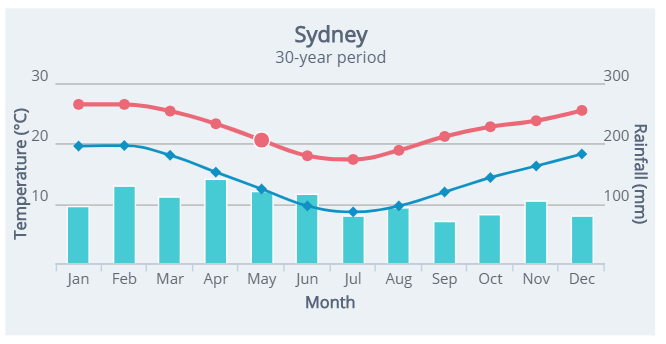 Sydney
30-year period
30
20
10
Temperature (°C)
300
200
100
Rainfall (mm)
Jan Feb Mar Apr May Jun Jul Aug Sep Oct Nov Dec
Month